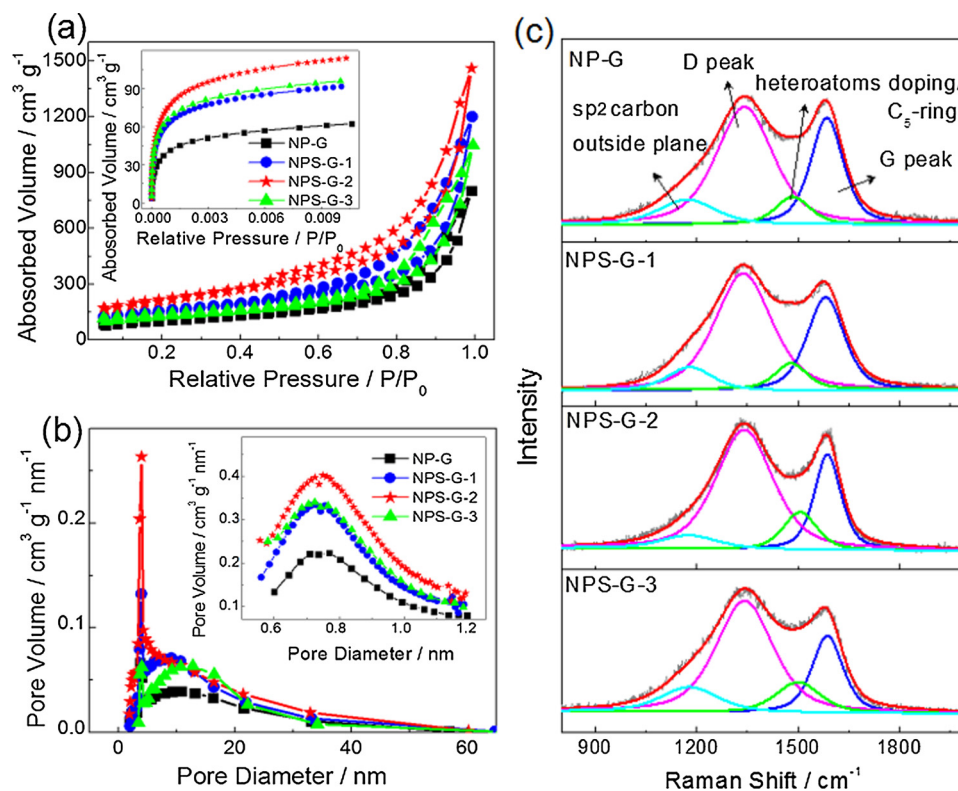 (a)
Absorbed Volume / cm³ g⁻¹
1500
1200
900
600
300
0
0.2
0.4
0.6
0.8
1.0
Relative Pressure / P/P₀
Absorbed Volume / cm³ g⁻¹
90
60
30
0
0.000
0.003
0.006
0.009
Relative Pressure / P/P₀
NP-G
NPS-G-1
NPS-G-2
NPS-G-3
(b)
Pore Volume / cm³ g⁻¹ nm⁻¹
0.2
0.1
0.0
0
20
40
60
Pore Diameter / nm
Pore Volume / cm³ g⁻¹ nm⁻¹
0.4
0.3
0.2
0.1
0.6
0.8
1.0
1.2
Pore Diameter / nm
NP-G
NPS-G-1
NPS-G-2
NPS-G-3
(c)
NP-G
D peak
heteroatoms doping/
C₅-ring
sp2 carbon
outside plane
G peak
NPS-G-1
NPS-G-2
NPS-G-3
Intensity
900
1200
1500
1800
Raman Shift / cm⁻¹